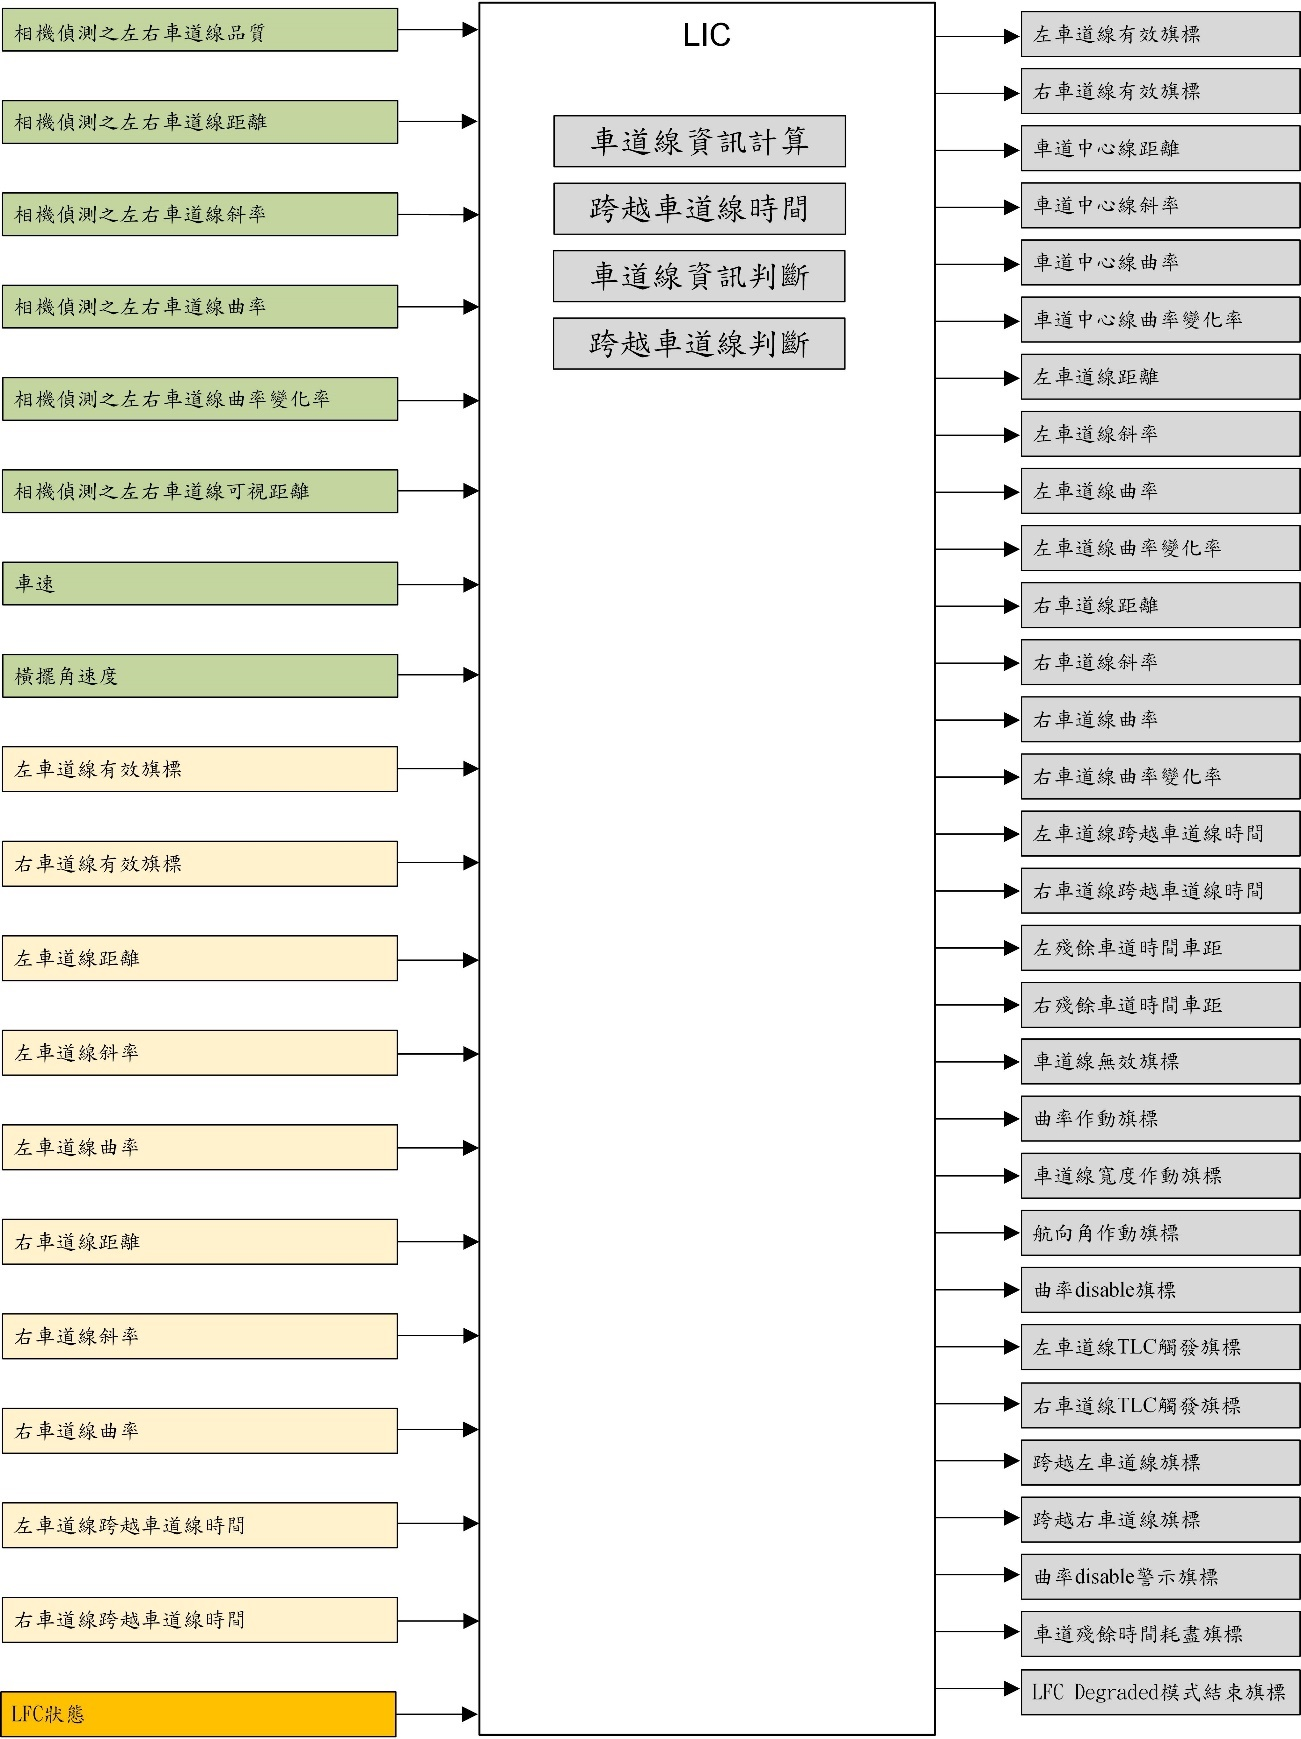 相機偵測之左右車道線品質
相機偵測之左右車道線距離
相機偵測之左右車道線斜率
相機偵測之左右車道線曲率
相機偵測之左右車道線曲率變化率
相機偵測之左右車道線可視距離
車速
橫擺角速度
左車道線有效旗標
右車道線有效旗標
左車道線距離
左車道線斜率
左車道線曲率
右車道線距離
右車道線斜率
右車道線曲率
左車道線跨越車道線時間
右車道線跨越車道線時間
LFC狀態
LIC
車道線資訊計算
跨越車道線時間
車道線資訊判斷
跨越車道線判斷
左車道線有效旗標
右車道線有效旗標
車道中心線距離
車道中心線斜率
車道中心線曲率
車道中心線曲率變化率
左車道線距離
左車道線斜率
左車道線曲率
左車道線曲率變化率
右車道線距離
右車道線斜率
右車道線曲率
右車道線曲率變化率
左車道線跨越車道線時間
右車道線跨越車道線時間
左殘餘車道時間車距
右殘餘車道時間車距
車道線無效旗標
曲率作動旗標
車道線寬度作動旗標
航向角作動旗標
曲率disable旗標
左車道線TLC觸發旗標
右車道線TLC觸發旗標
跨越左車道線旗標
跨越右車道線旗標
曲率disable警示旗標
車道殘餘時間耗盡旗標
LFC Degraded模式結束旗標